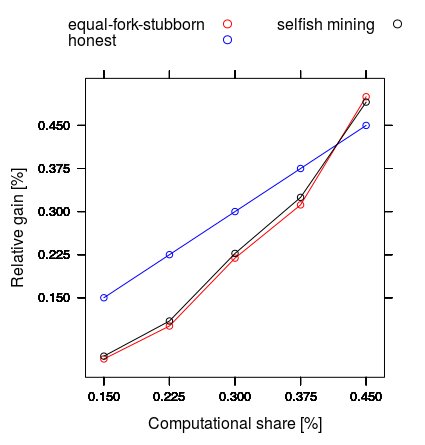 equal-fork-stubborn
selfish mining
honest
0.450
0.375
0.300
0.225
0.150
Relative gain [%]
0.150 0.225 0.300 0.375 0.450
Computational share [%]